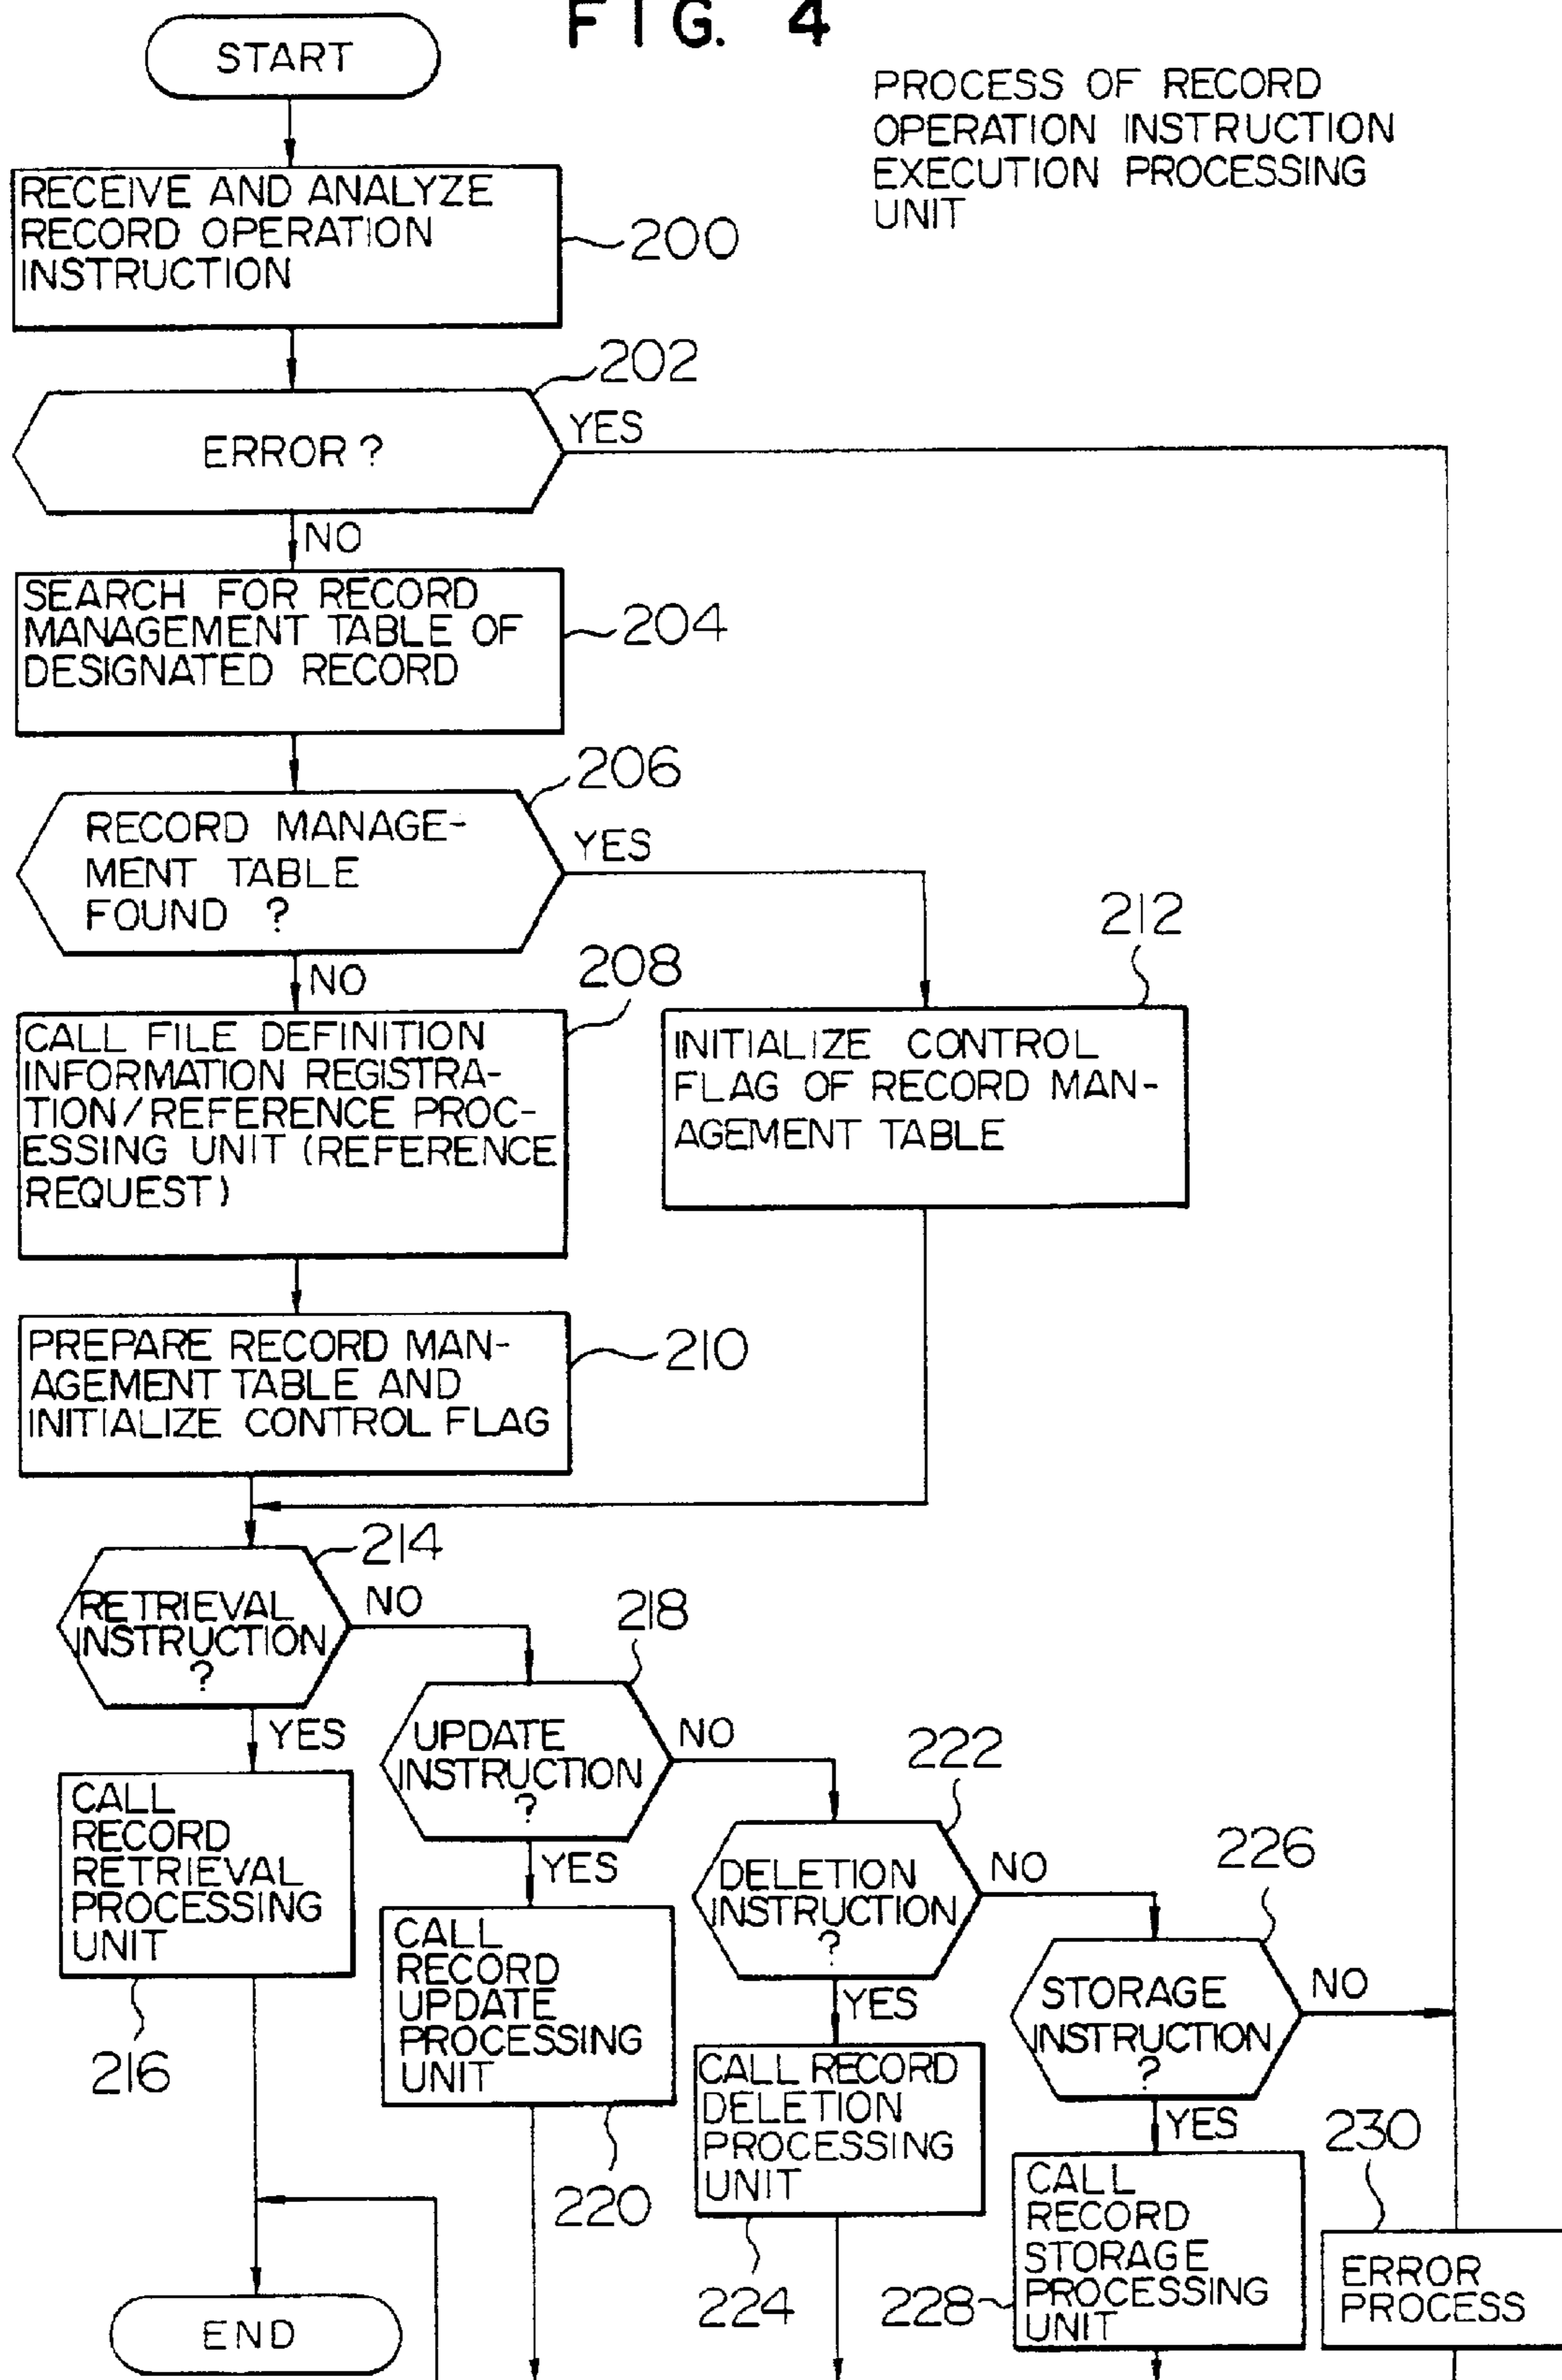 FIG. 4
START
PROCESS OF RECORD
OPERATION INSTRUCTION
EXECUTION PROCESSING
UNIT
RECEIVE AND ANALYZE
RECORD OPERATION
INSTRUCTION
200
202
ERROR?
YES
NO
SEARCH FOR RECORD
MANAGEMENT TABLE OF
DESIGNATED RECORD
204
206
RECORD MANAGE-
MENT TABLE
FOUND ?
YES
NO
208
CALL FILE DEFINITION
INFORMATION REGISTRA-
TION/REFERENCE PROC-
ESSING UNIT (REFERENCE
REQUEST)
212
INITIALIZE CONTROL
FLAG OF RECORD MAN-
AGEMENT TABLE
PREPARE RECORD MAN-
AGEMENT TABLE AND
INITIALIZE CONTROL FLAG
210
214
RETRIEVAL
INSTRUCTION
?
NO
YES
218
UPDATE
INSTRUCTION
?
NO
YES
222
DELETION
INSTRUCTION
?
NO
YES
226
STORAGE
INSTRUCTION
?
NO
YES
CALL
RECORD
RETRIEVAL
PROCESSING
UNIT
216
CALL
RECORD
UPDATE
PROCESSING
UNIT
220
CALL RECORD
DELETION
PROCESSING
UNIT
224
CALL
RECORD
STORAGE
PROCESSING
UNIT
228
230
ERROR
PROCESS
END